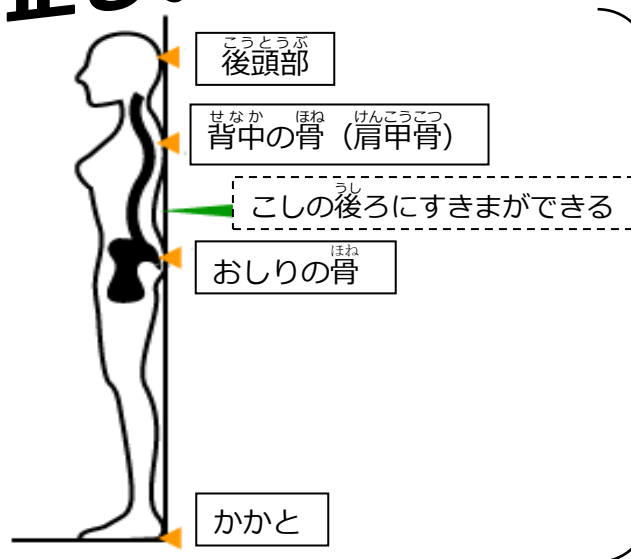 後頭部
背中の骨（肩甲骨）
こしの後ろにすきまができる
おしりの骨
かかと